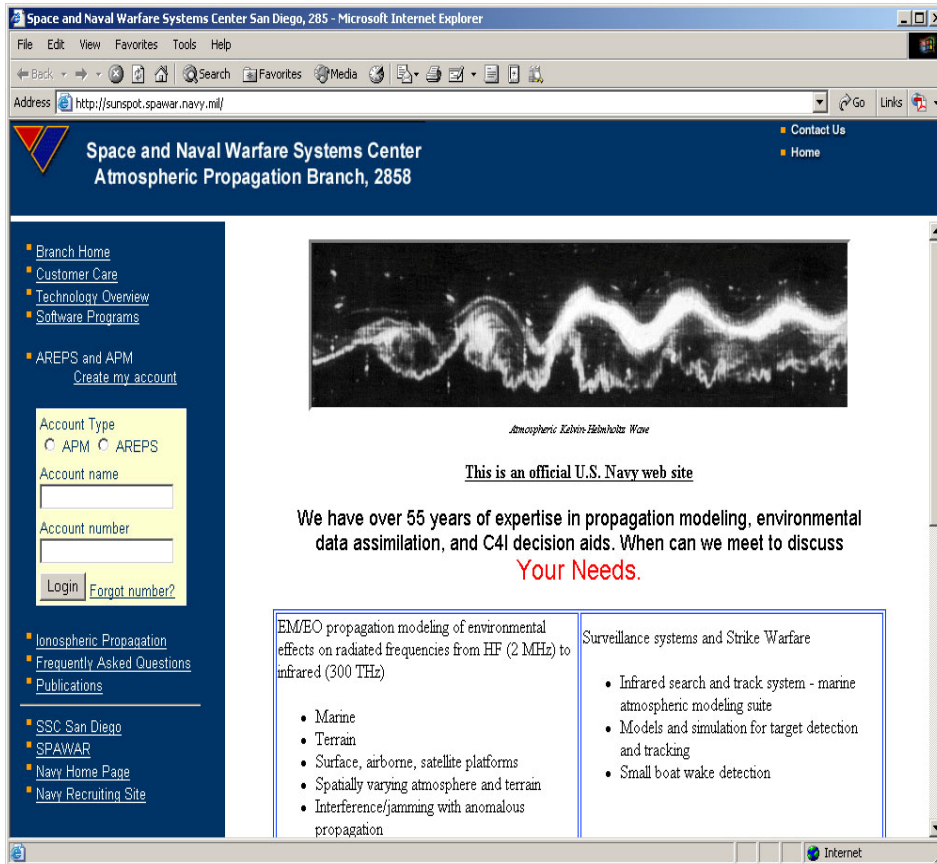 Space and Naval Warfare Systems Center San Diego, 285 - Microsoft Internet Explorer
File Edit View Favorites Tools Help
Back Search Favorites Media
Address http://sunspot.spawar.navy.mil/ Go Links
Space and Naval Warfare Systems Center
Atmospheric Propagation Branch, 2858
Contact Us
Home
Branch Home
Customer Care
Technology Overview
Software Programs
AREPS and APM
Create my account
Account Type
APM AREPS
Account name
Account number
Login Forgot number?
Ionospheric Propagation
Frequently Asked Questions
Publications
SSC San Diego
SPAWAR
Navy Home Page
Navy Recruiting Site
Atmospheric Kelvin-Helmholtz Wave
This is an official U.S. Navy web site
We have over 55 years of expertise in propagation modeling, environmental
data assimilation, and C4I decision aids. When can we meet to discuss
Your Needs.
EM/EO propagation modeling of environmental
effects on radiated frequencies from HF (2 MHz) to
infrared (300 THz)
• Marine
• Terrain
• Surface, airborne, satellite platforms
• Spatially varying atmosphere and terrain
• Interference/jamming with anomalous
propagation
Surveillance systems and Strike Warfare
• Infrared search and track system - marine
atmospheric modeling suite
• Models and simulation for target detection
and tracking
• Small boat wake detection
Internet